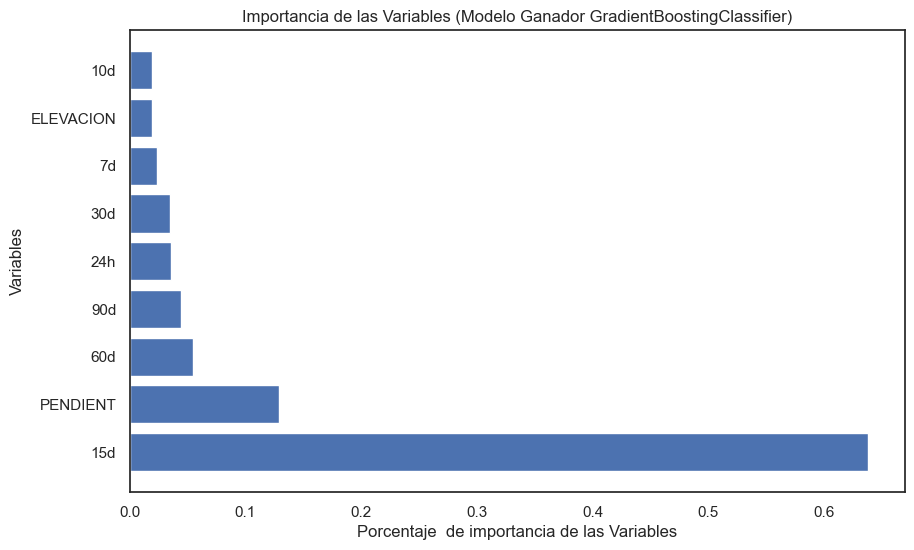 Importancia de las Variables (Modelo Ganador GradientBoostingClassifier)
Variables
10d
ELEVACION
7d
30d
24h
90d
60d
PENDIENT
15d
0.0 0.1 0.2 0.3 0.4 0.5 0.6
Porcentaje  de importancia de las Variables